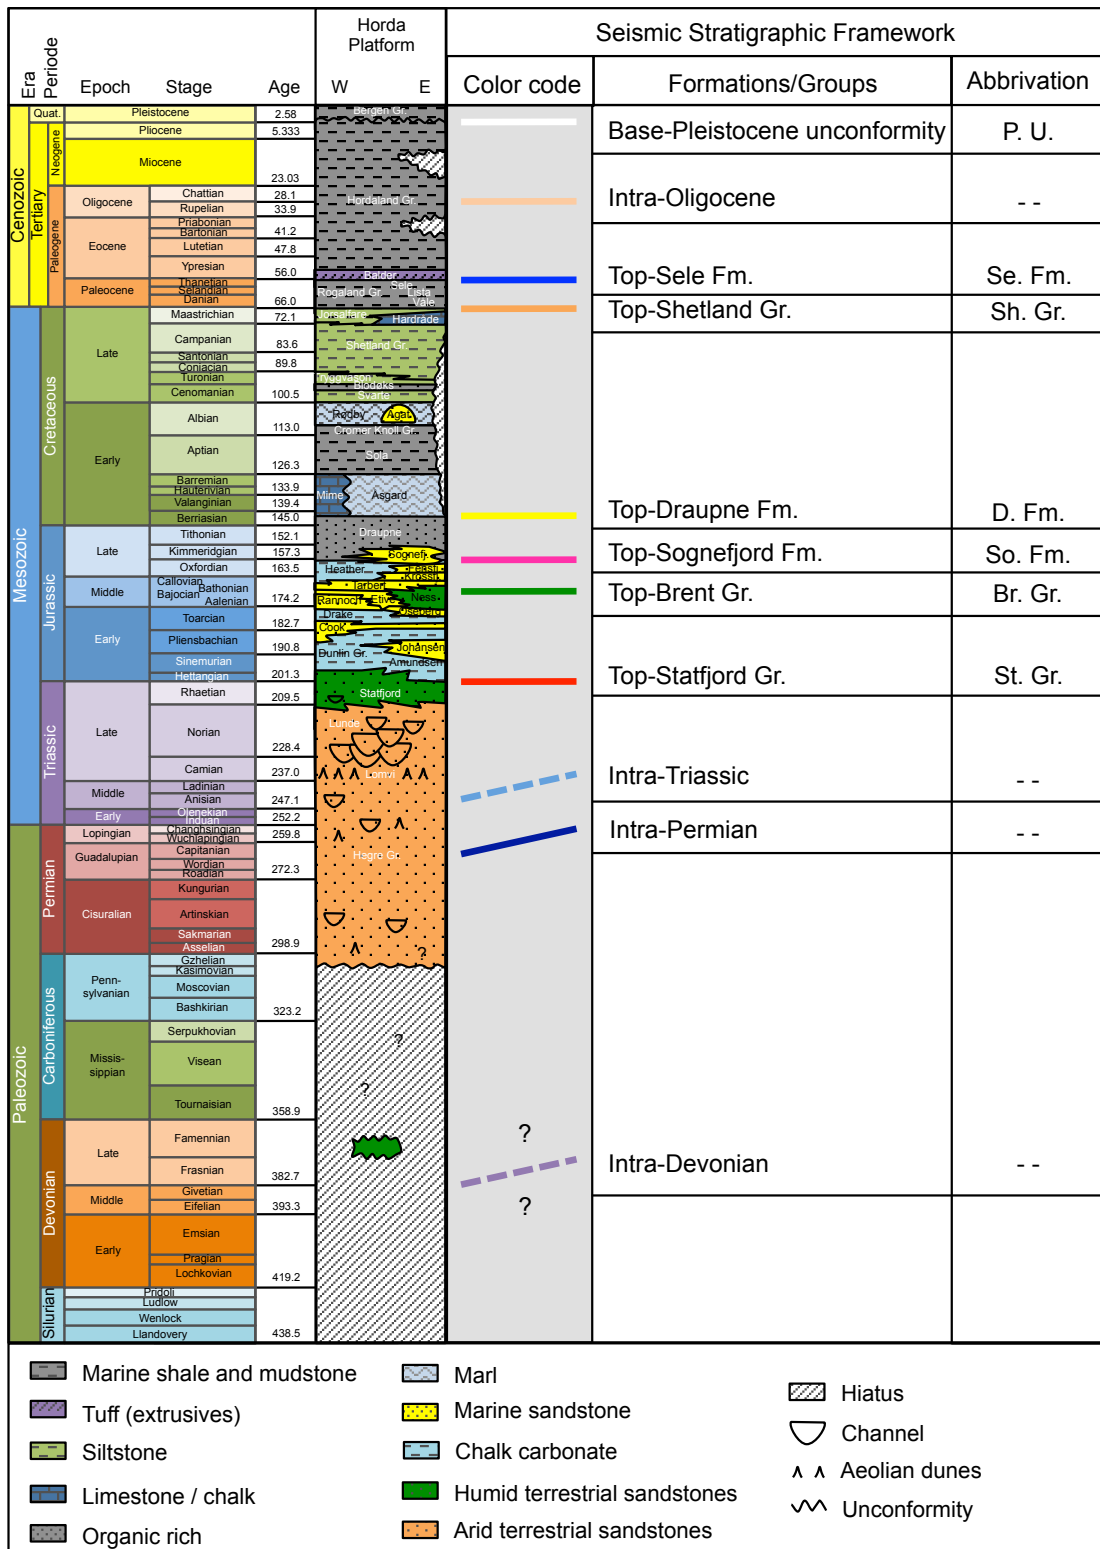 Horda
Platform
Seismic Stratigraphic Framework
Era
Periode
Epoch
Stage
Age
W
E
Color code
Formations/Groups
Abbrivation
Cenozoic
Tertiary
Quat.
Neogene
Paleogene
Pleistocene
2.58
Pliocene
5.333
Miocene
23.03
Oligocene
Chattian
28.1
Rupelian
33.9
Eocene
Priabonian
Bartonian
41.2
Lutetian
47.8
Ypresian
56.0
Paleocene
Thanetian
Selandian
Danian
66.0
Mesozoic
Cretaceous
Late
Maastrichian
72.1
Campanian
83.6
Santonian
Coniacian
89.8
Turonian
Cenomanian
100.5
Early
Albian
113.0
Aptian
126.3
Barremian
Hauterivian
133.9
Valanginian
139.4
Berriasian
145.0
Jurassic
Late
Tithonian
152.1
Kimmeridgian
157.3
Oxfordian
163.5
Middle
Callovian
Bathonian
Bajocian
Aalenian
174.2
Early
Toarcian
182.7
Pliensbachian
190.8
Sinemurian
Hettangian
201.3
Triassic
Late
Rhaetian
209.5
Norian
228.4
Camian
237.0
Middle
Ladinian
Anisian
247.1
Early
Olenekian
Induan
252.2
Paleozoic
Permian
Lopingian
Changhsingian
Wuchlapingian
259.8
Guadalupian
Capitanian
Wordian
Roadian
272.3
Cisuralian
Kungurian
Artinskian
Sakmarian
Asselian
298.9
Carboniferous
Penn-
sylvanian
Gzhelian
Kasimovian
Moscovian
Bashkirian
323.2
Missis-
sippian
Serpukhovian
Visean
Tournaisian
358.9
Devonian
Late
Famennian
Frasnian
382.7
Middle
Givetian
Eifelian
393.3
Early
Emsian
Pragian
Lochkovian
419.2
Silurian
Pridoli
Ludlow
Wenlock
Llandovery
438.5
Bergen Gr.
Hordaland Gr.
Balder
Sele
Rogaland Gr.
Lista
Våle
Jorsalfare
Hardråde
Shetland Gr.
Tyggvason
Blodøks
Svarte
Rødby
Agat
Cromer Knoll Gr.
Sola
Mime
Åsgard
Draupne
Sognefj.
Heather
Fensfj.
Krossfj.
Tarbert
Rannoch
Etive
Ness
Oseberg
Drake
Cook
Johansen
Dunlin Gr.
Amundsen
Statfjord
Lunde
Lomvi
Hegre Gr.
?
?
?
?
?
Base-Pleistocene unconformity
P. U.
Intra-Oligocene
- -
Top-Sele Fm.
Se. Fm.
Top-Shetland Gr.
Sh. Gr.
Top-Draupne Fm.
D. Fm.
Top-Sognefjord Fm.
So. Fm.
Top-Brent Gr.
Br. Gr.
Top-Statfjord Gr.
St. Gr.
Intra-Triassic
- -
Intra-Permian
- -
Intra-Devonian
- -
Marine shale and mudstone
Tuff (extrusives)
Siltstone
Limestone / chalk
Organic rich
Marl
Marine sandstone
Chalk carbonate
Humid terrestrial sandstones
Arid terrestrial sandstones
Hiatus
Channel
Aeolian dunes
Unconformity